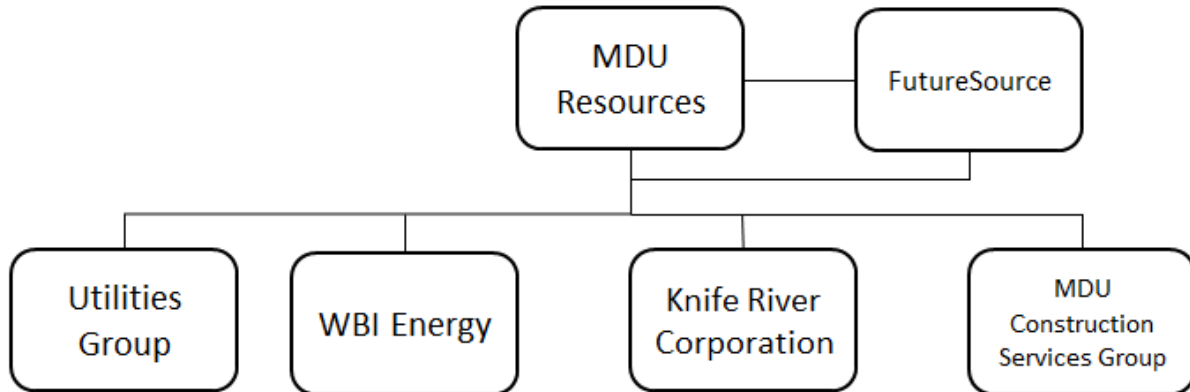 MDU
Resources
FutureSource
Utilities
Group
WBI Energy
Knife River
Corporation
MDU
Construction
Services Group